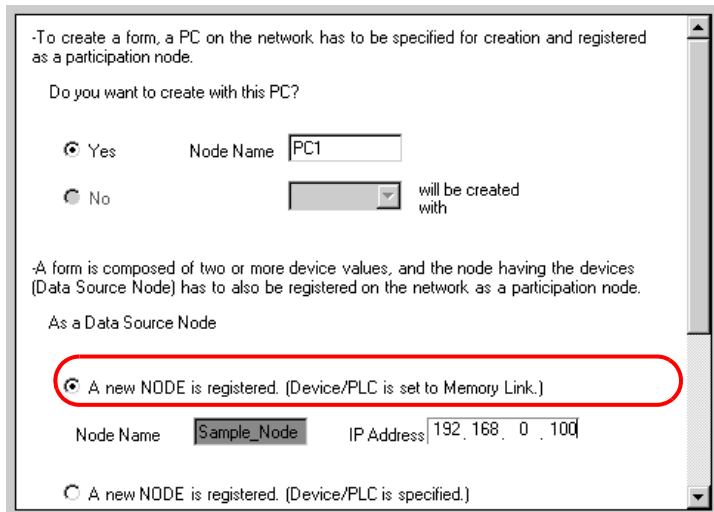 -To create a form, a PC on the network has to be specified for creation and registered
as a participation node.
Do you want to create with this PC?
Yes Node Name PC1
No will be created
with
-A form is composed of two or more device values, and the node having the devices
(Data Source Node) has to also be registered on the network as a participation node.
As a Data Source Node
A new NODE is registered. (Device/PLC is set to Memory Link.)
Node Name Sample_Node IP Address 192 . 168 . 0 . 100
A new NODE is registered. (Device/PLC is specified.)